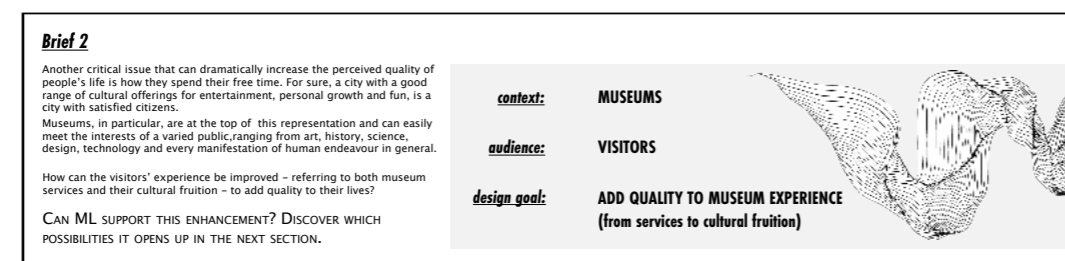 Brief 2
Another critical issue that can dramatically increase the perceived quality of
people's life is how they spend their free time. For sure, a city with a good
range of cultural offerings for entertainment, personal growth and fun, is a
city with satisfied citizens.
Museums, in particular, are at the top of this representation and can easily
meet the interests of a varied public,ranging from art, history, science,
design, technology and every manifestation of human endeavour in general.
How can the visitors' experience be improved – referring to both museum
services and their cultural fruition – to add quality to their lives?
CAN ML SUPPORT THIS ENHANCEMENT? DISCOVER WHICH
POSSIBILITIES IT OPENS UP IN THE NEXT SECTION.
context: MUSEUMS
audience: VISITORS
design goal: ADD QUALITY TO MUSEUM EXPERIENCE
(from services to cultural fruition)